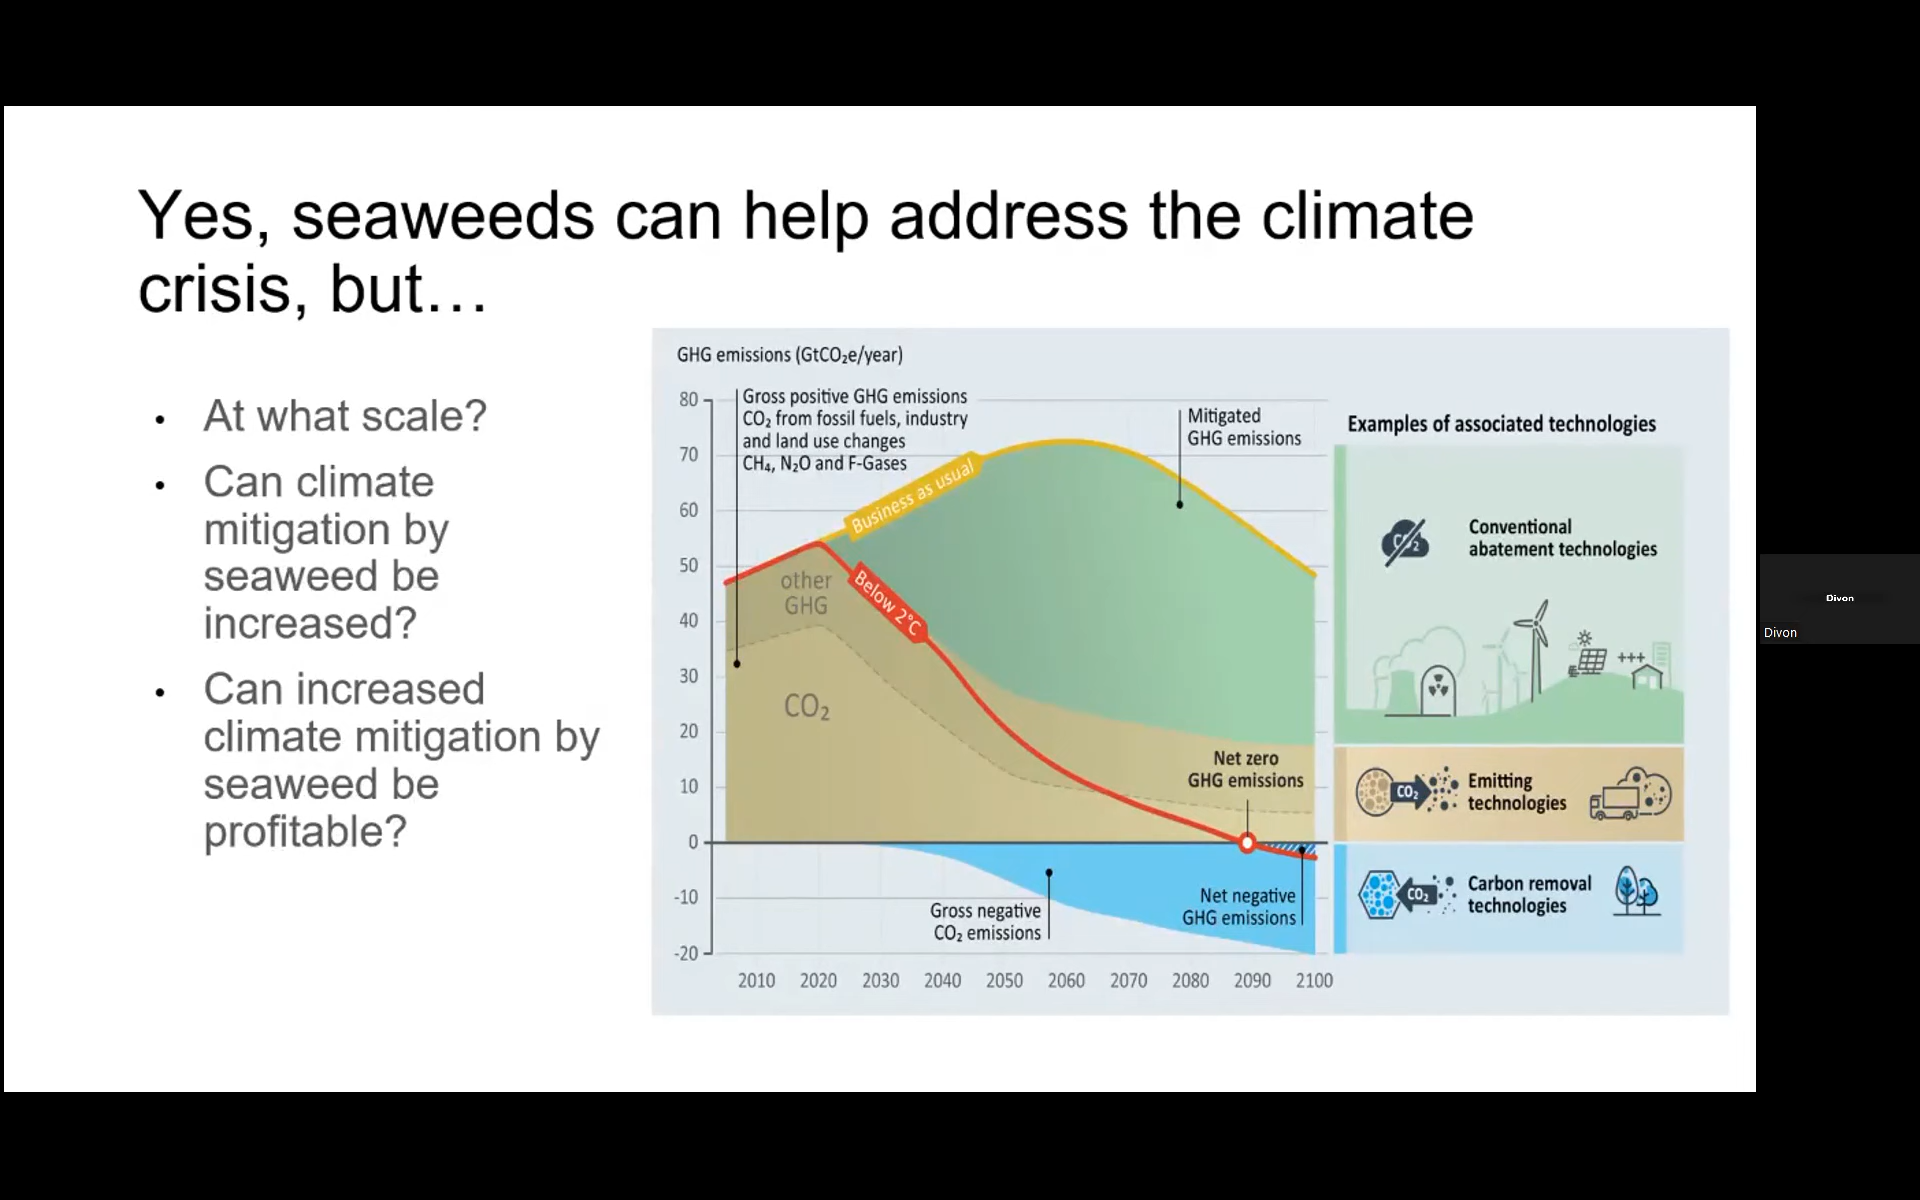 Yes, seaweeds can help address the climate
crisis, but…
• At what scale?
• Can climate
mitigation by
seaweed be
increased?
• Can increased
climate mitigation by
seaweed be
profitable?
GHG emissions (GtCO₂e/year)
80
70
60
50
40
30
20
10
0
-10
-20
Gross positive GHG emissions
CO₂ from fossil fuels, industry
and land use changes
CH₄, N₂O and F-Gases
Business as usual
Mitigated
GHG emissions
Below 2°C
other
GHG
CO₂
Net zero
GHG emissions
Gross negative
CO₂ emissions
Net negative
GHG emissions
2010 2020 2030 2040 2050 2060 2070 2080 2090 2100
Examples of associated technologies
CO₂
Conventional
abatement technologies
+++
CO₂
Emitting
technologies
CO₂
Carbon removal
technologies
Divon
Divon